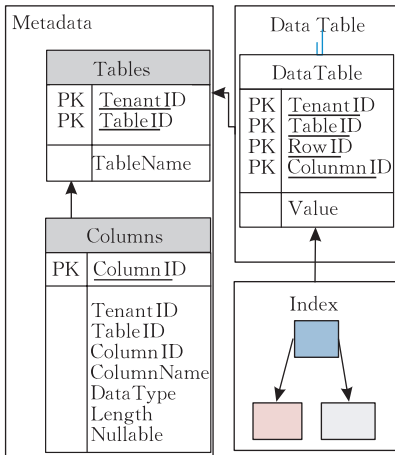 Metadata
Tables
PK TenantID
PK TableID
TableName
Columns
PK ColumnID
TenantID
TableID
ColumnID
ColumnName
DataType
Length
Nullable
Data Table
DataTable
PK TenantID
PK TableID
PK RowID
PK ColunmnID
Value
Index